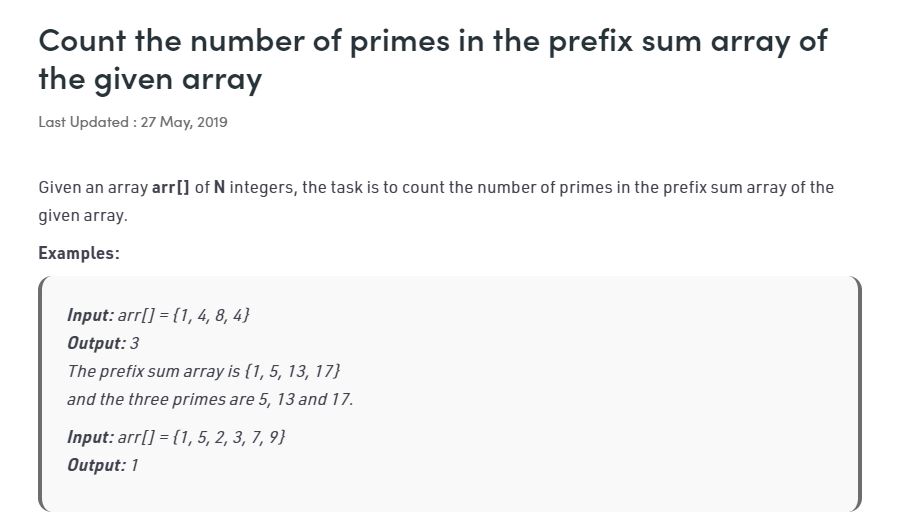 Count the number of primes in the prefix sum array of
the given array
Last Updated : 27 May, 2019
Given an array arr[] of N integers, the task is to count the number of primes in the prefix sum array of the
given array.
Examples:
Input: arr[] = {1, 4, 8, 4}
Output: 3
The prefix sum array is {1, 5, 13, 17}
and the three primes are 5, 13 and 17.
Input: arr[] = {1, 5, 2, 3, 7, 9}
Output: 1